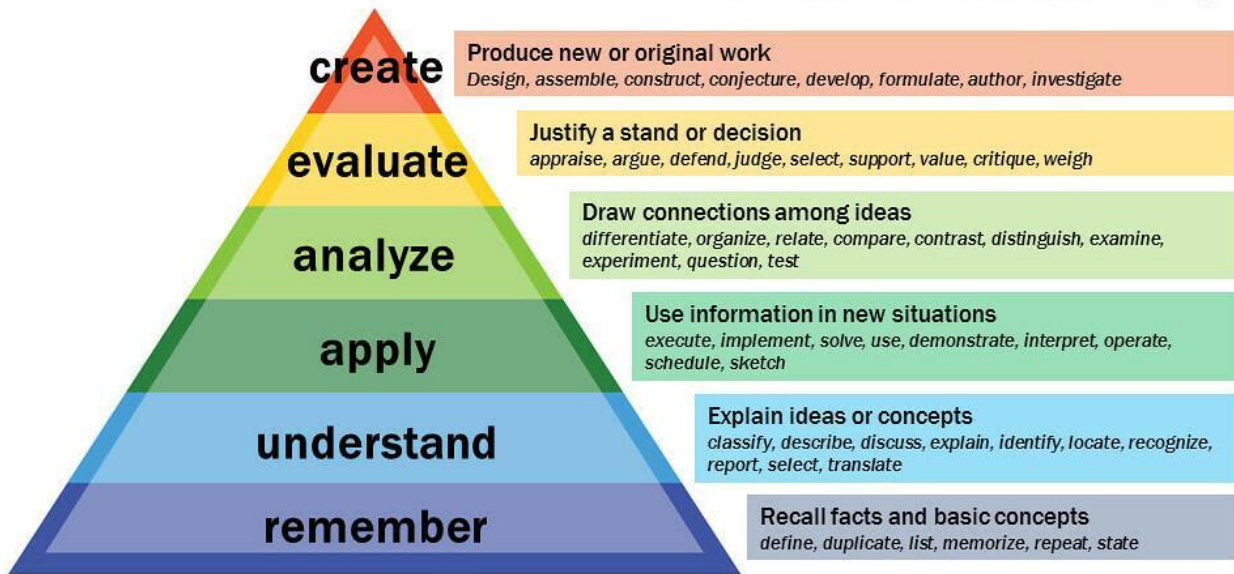 create
Produce new or original work
Design, assemble, construct, conjecture, develop, formulate, author, investigate
evaluate
Justify a stand or decision
appraise, argue, defend, judge, select, support, value, critique, weigh
analyze
Draw connections among ideas
differentiate, organize, relate, compare, contrast, distinguish, examine,
experiment, question, test
apply
Use information in new situations
execute, implement, solve, use, demonstrate, interpret, operate,
schedule, sketch
understand
Explain ideas or concepts
classify, describe, discuss, explain, identify, locate, recognize,
report, select, translate
remember
Recall facts and basic concepts
define, duplicate, list, memorize, repeat, state